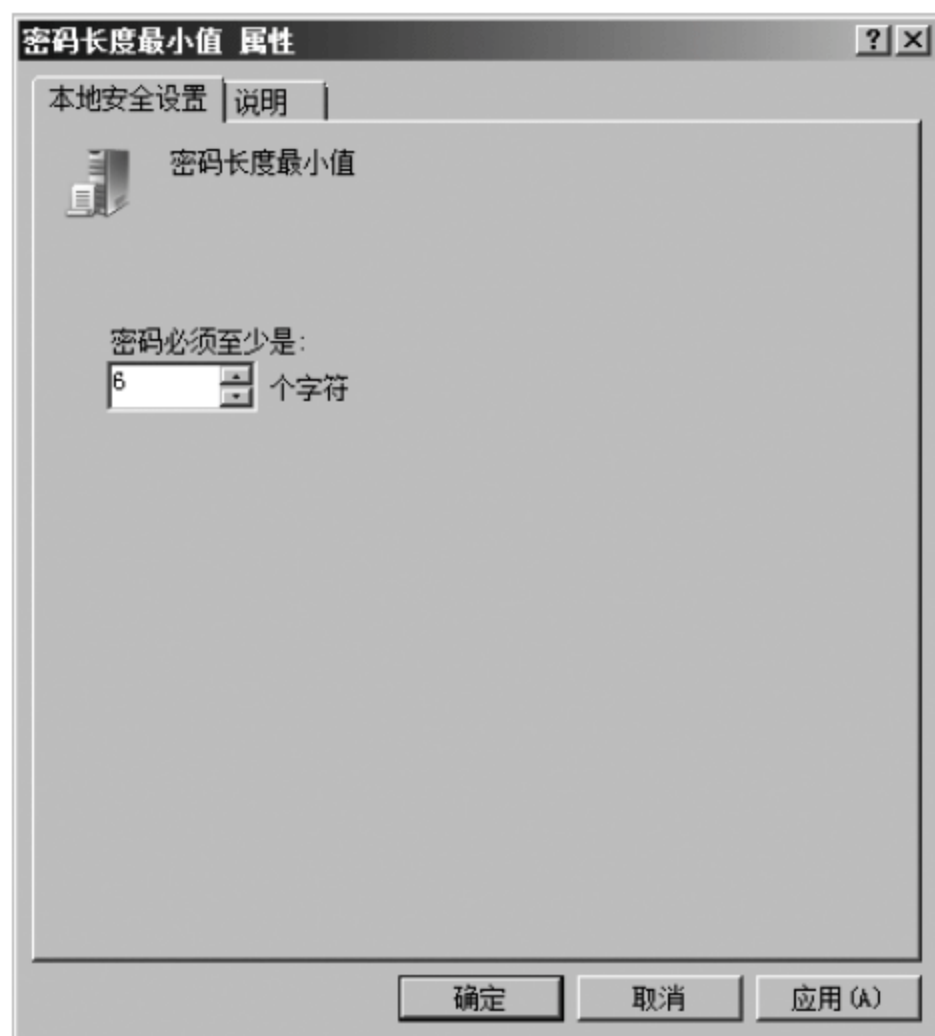 密码长度最小值 属性
本地安全设置 说明
密码长度最小值
密码必须至少是:
6 个字符
确定 取消 应用(A)